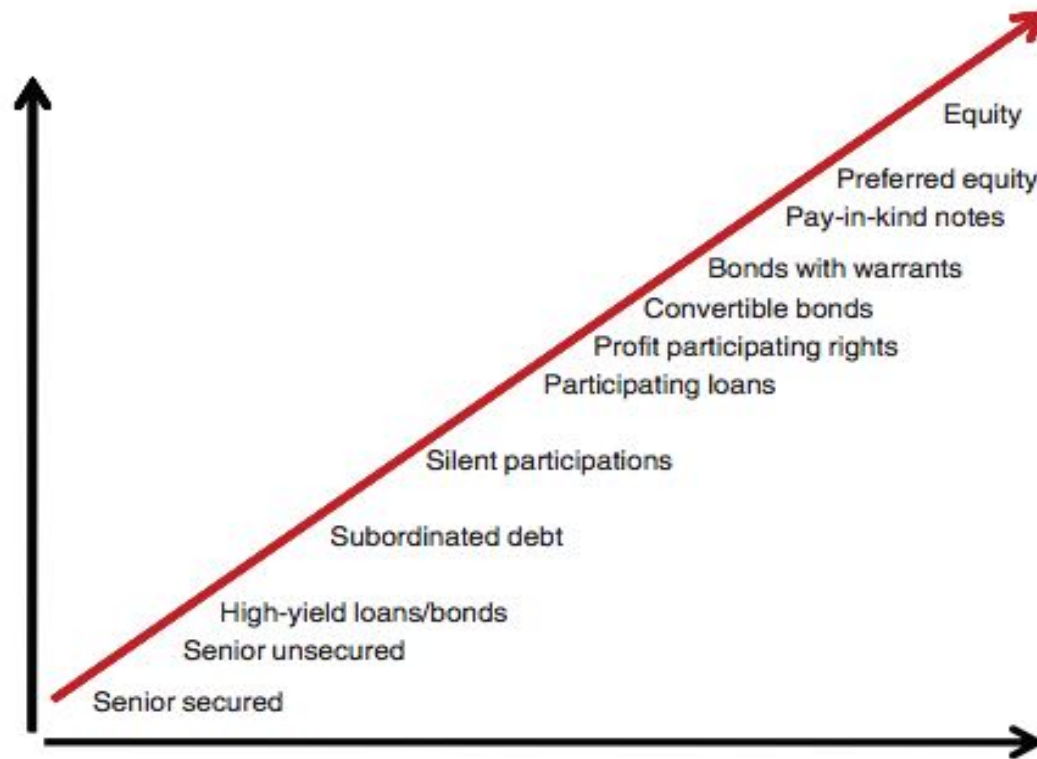 Equity
Preferred equity
Pay-in-kind notes
Bonds with warrants
Convertible bonds
Profit participating rights
Participating loans
Silent participations
Subordinated debt
High-yield loans/bonds
Senior unsecured
Senior secured